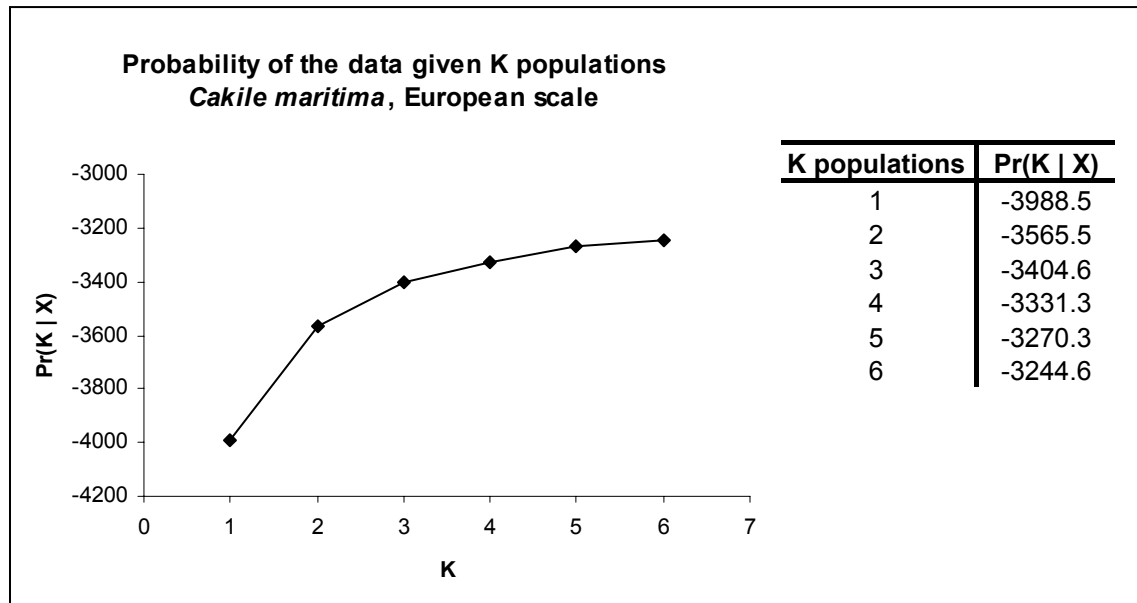 Probability of the data given K populations
Cakile maritima, European scale
-3000
-3200
-3400
-3600
-3800
-4000
-4200
Pr(K | X)
0 1 2 3 4 5 6 7
K
K populations Pr(K | X)
1 -3988.5
2 -3565.5
3 -3404.6
4 -3331.3
5 -3270.3
6 -3244.6